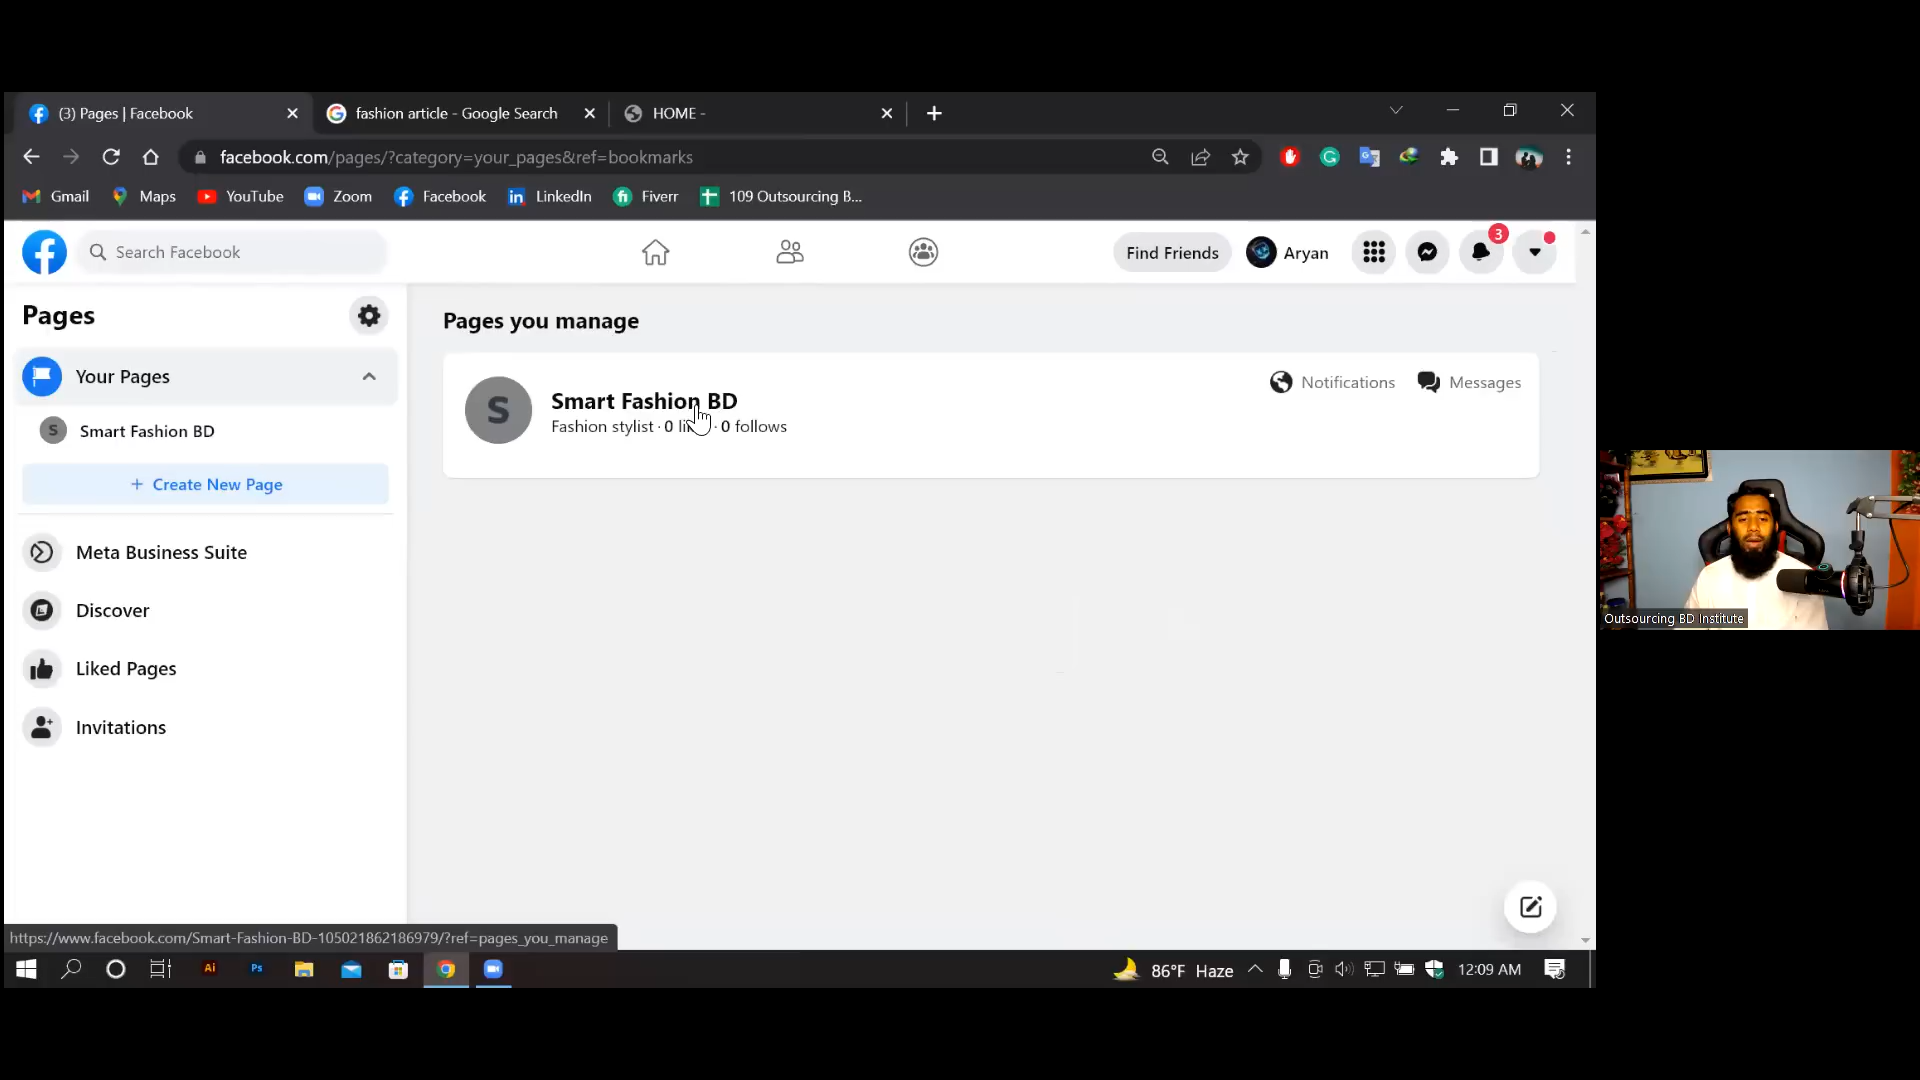 (3) Pages | Facebook
fashion article - Google Search
HOME -
facebook.com/pages/?category=your_pages&ref=bookmarks
Gmail
Maps
YouTube
Zoom
Facebook
LinkedIn
Fiverr
109 Outsourcing B...
Search Facebook
Find Friends
Aryan
3
Pages
Your Pages
S
Smart Fashion BD
+ Create New Page
Meta Business Suite
Discover
Liked Pages
Invitations
Pages you manage
S
Smart Fashion BD
Fashion stylist · 0 li · 0 follows
Notifications
Messages
Outsourcing BD Institute
https://www.facebook.com/Smart-Fashion-BD-105021862186979/?ref=pages_you_manage
Ai
Ps
86°F Haze
12:09 AM